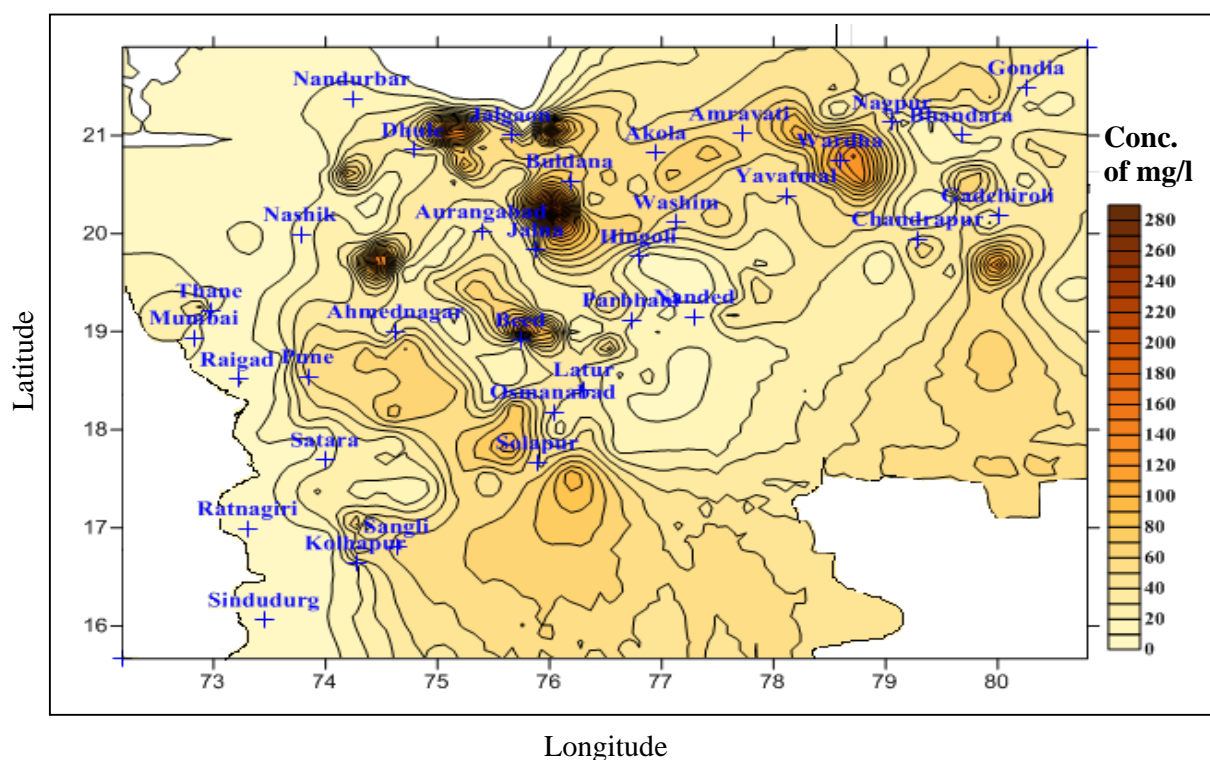 Nandurbar
Gondia
Nagpur
Bhandara
Amravati
Jalgaon
21
Dhule
Akola
Wardha
Conc.
of mg/l
Buldana
Yavatmal
Gadchiroli
Washim
Nashik
Aurangabad
Chandrapur
20
Jalna
Hingoli
280
260
240
220
200
180
160
140
120
100
80
60
40
20
0
Thane
Parbhani
Nanded
Mumbai
Ahmednagar
Beed
19
Raigad
Pune
Latur
Osmanabad
Latitude
18
Satara
Solapur
Ratnagiri
17
Sangli
Kolhapur
Sindudurg
16
73
74
75
76
77
78
79
80
Longitude